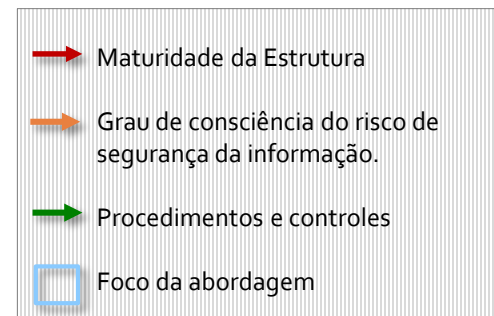 Maturidade da Estrutura
Grau de consciência do risco de
segurança da informação.
Procedimentos e controles
Foco da abordagem